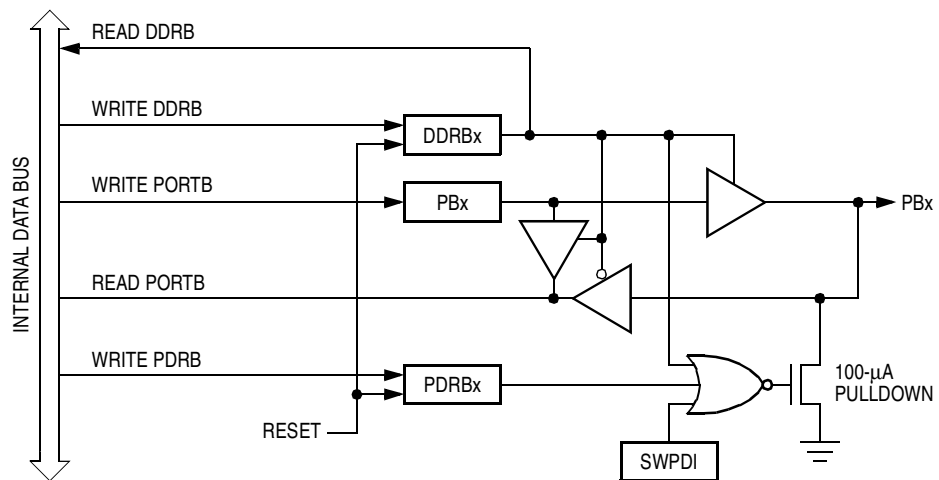 READ DDRB
WRITE DDRB
DDRBx
WRITE PORTB
PBx
PBx
INTERNAL DATA BUS
READ PORTB
WRITE PDRB
PDRBx
100-µA
PULLDOWN
RESET
SWPDI